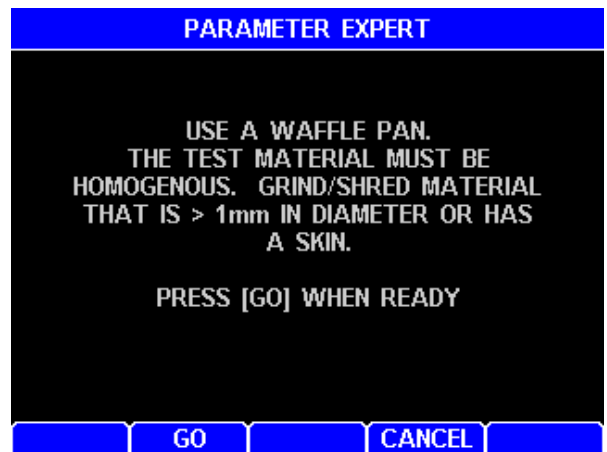 PARAMETER EXPERT
USE A WAFFLE PAN.
THE TEST MATERIAL MUST BE
HOMOGENOUS. GRIND/SHRED MATERIAL
THAT IS > 1mm IN DIAMETER OR HAS
A SKIN.
PRESS [GO] WHEN READY
GO CANCEL